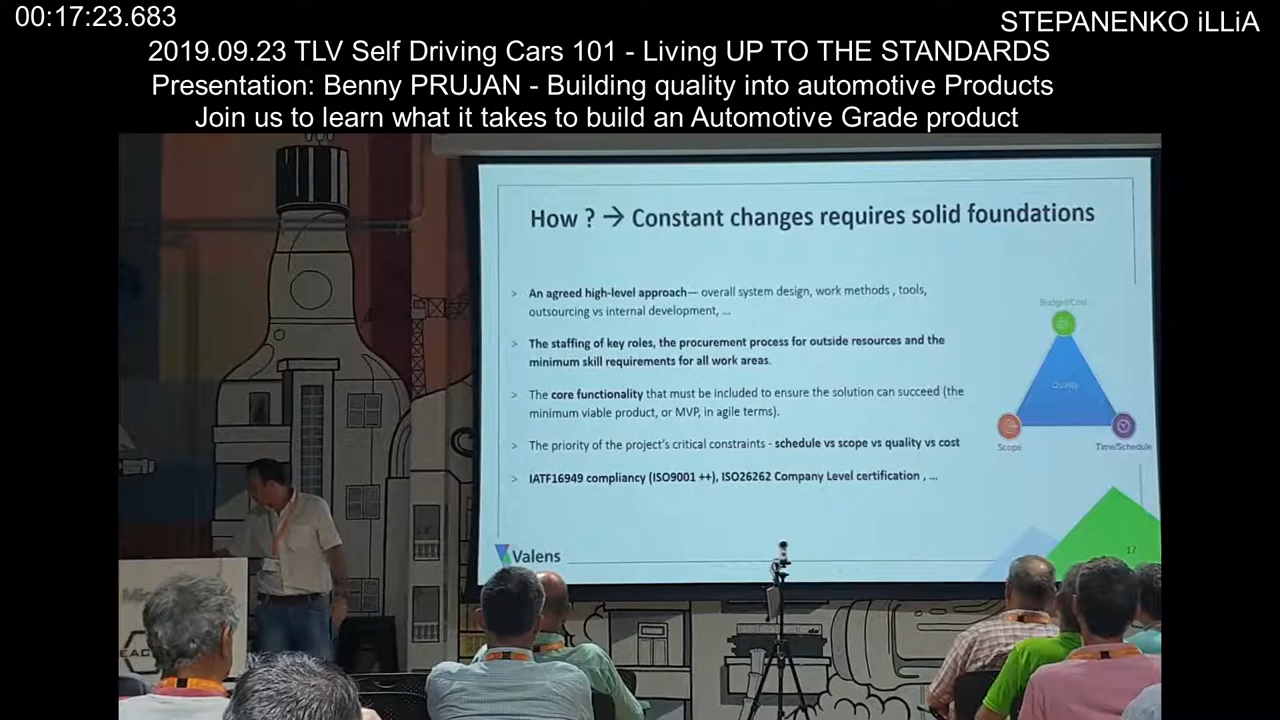 00:17:23.683
STEPANENKO iLLiA
2019.09.23 TLV Self Driving Cars 101 - Living UP TO THE STANDARDS
Presentation: Benny PRUJAN - Building quality into automotive Products
Join us to learn what it takes to build an Automotive Grade product
How ? → Constant changes requires solid foundations
> An agreed high-level approach— overall system design, work methods , tools,
outsourcing vs internal development, ...
> The staffing of key roles, the procurement process for outside resources and the
minimum skill requirements for all work areas.
> The core functionality that must be included to ensure the solution can succeed (the
minimum viable product, or MVP, in agile terms).
> The priority of the project's critical constraints - schedule vs scope vs quality vs cost
> IATF16949 compliancy (ISO9001 ++), ISO26262 Company Level certification , ...
Budget/Cost
Quality
Scope
Time/Schedule
Valens
17